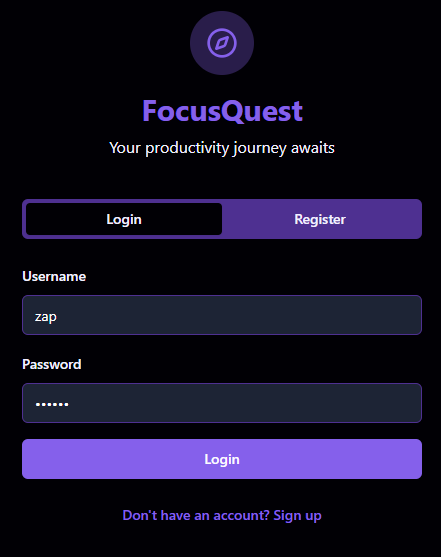 FocusQuest
Your productivity journey awaits
Login Register
Username
zap
Password
••••••
Login
Don't have an account? Sign up